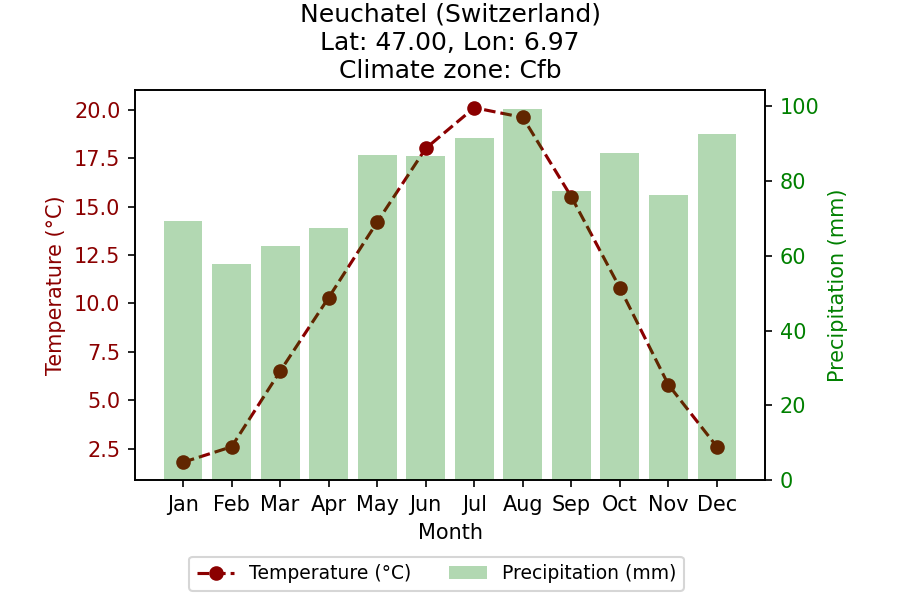 Neuchatel (Switzerland)
Lat: 47.00, Lon: 6.97
Climate zone: Cfb
Temperature (°C)
20.0
17.5
15.0
12.5
10.0
7.5
5.0
2.5
100
80
60
40
20
0
Precipitation (mm)
Jan Feb Mar Apr May Jun Jul Aug Sep Oct Nov Dec
Month
Temperature (°C) Precipitation (mm)